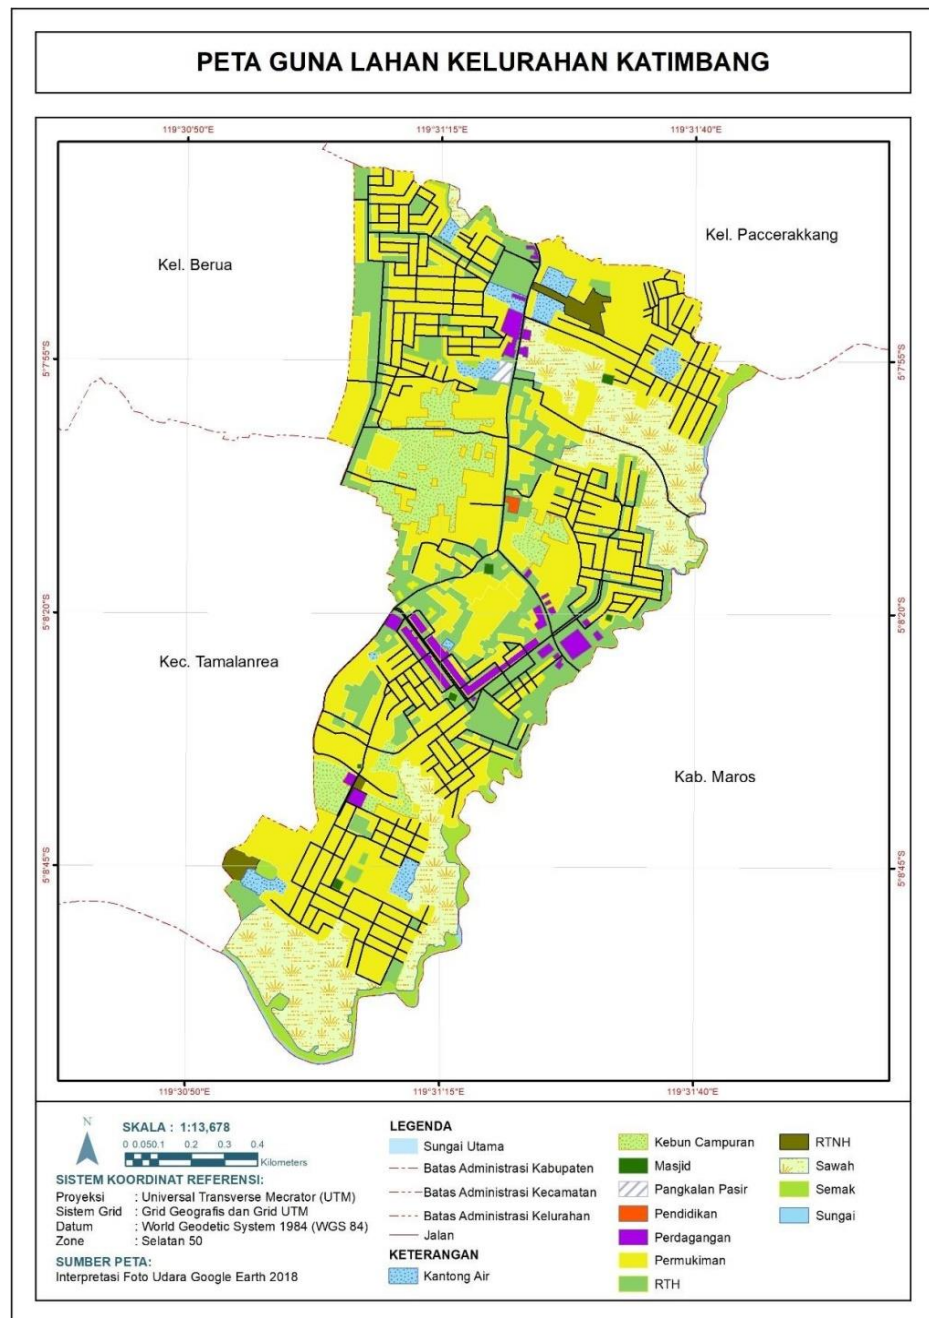 PETA GUNA LAHAN KELURAHAN KATIMBANG
119°30'50"E
119°31'15"E
119°31'40"E
Kel. Paccerakkang
Kel. Berua
5°7'55"S
5°7'55"S
5°8'20"S
5°8'20"S
Kec. Tamalanrea
Kab. Maros
5°8'45"S
5°8'45"S
119°30'50"E
119°31'15"E
119°31'40"E
N
SKALA : 1:13,678
0 0.050.1 0.2 0.3 0.4
Kilometers
SISTEM KOORDINAT REFERENSI:
Proyeksi : Universal Transverse Mecrator (UTM)
Sistem Grid : Grid Geografis dan Grid UTM
Datum : World Geodetic System 1984 (WGS 84)
Zone : Selatan 50
SUMBER PETA:
Interpretasi Foto Udara Google Earth 2018
LEGENDA
Sungai Utama
Batas Administrasi Kabupaten
Batas Administrasi Kecamatan
Batas Administrasi Kelurahan
Jalan
KETERANGAN
Kantong Air
Kebun Campuran
Masjid
Pangkalan Pasir
Pendidikan
Perdagangan
Permukiman
RTH
RTNH
Sawah
Semak
Sungai